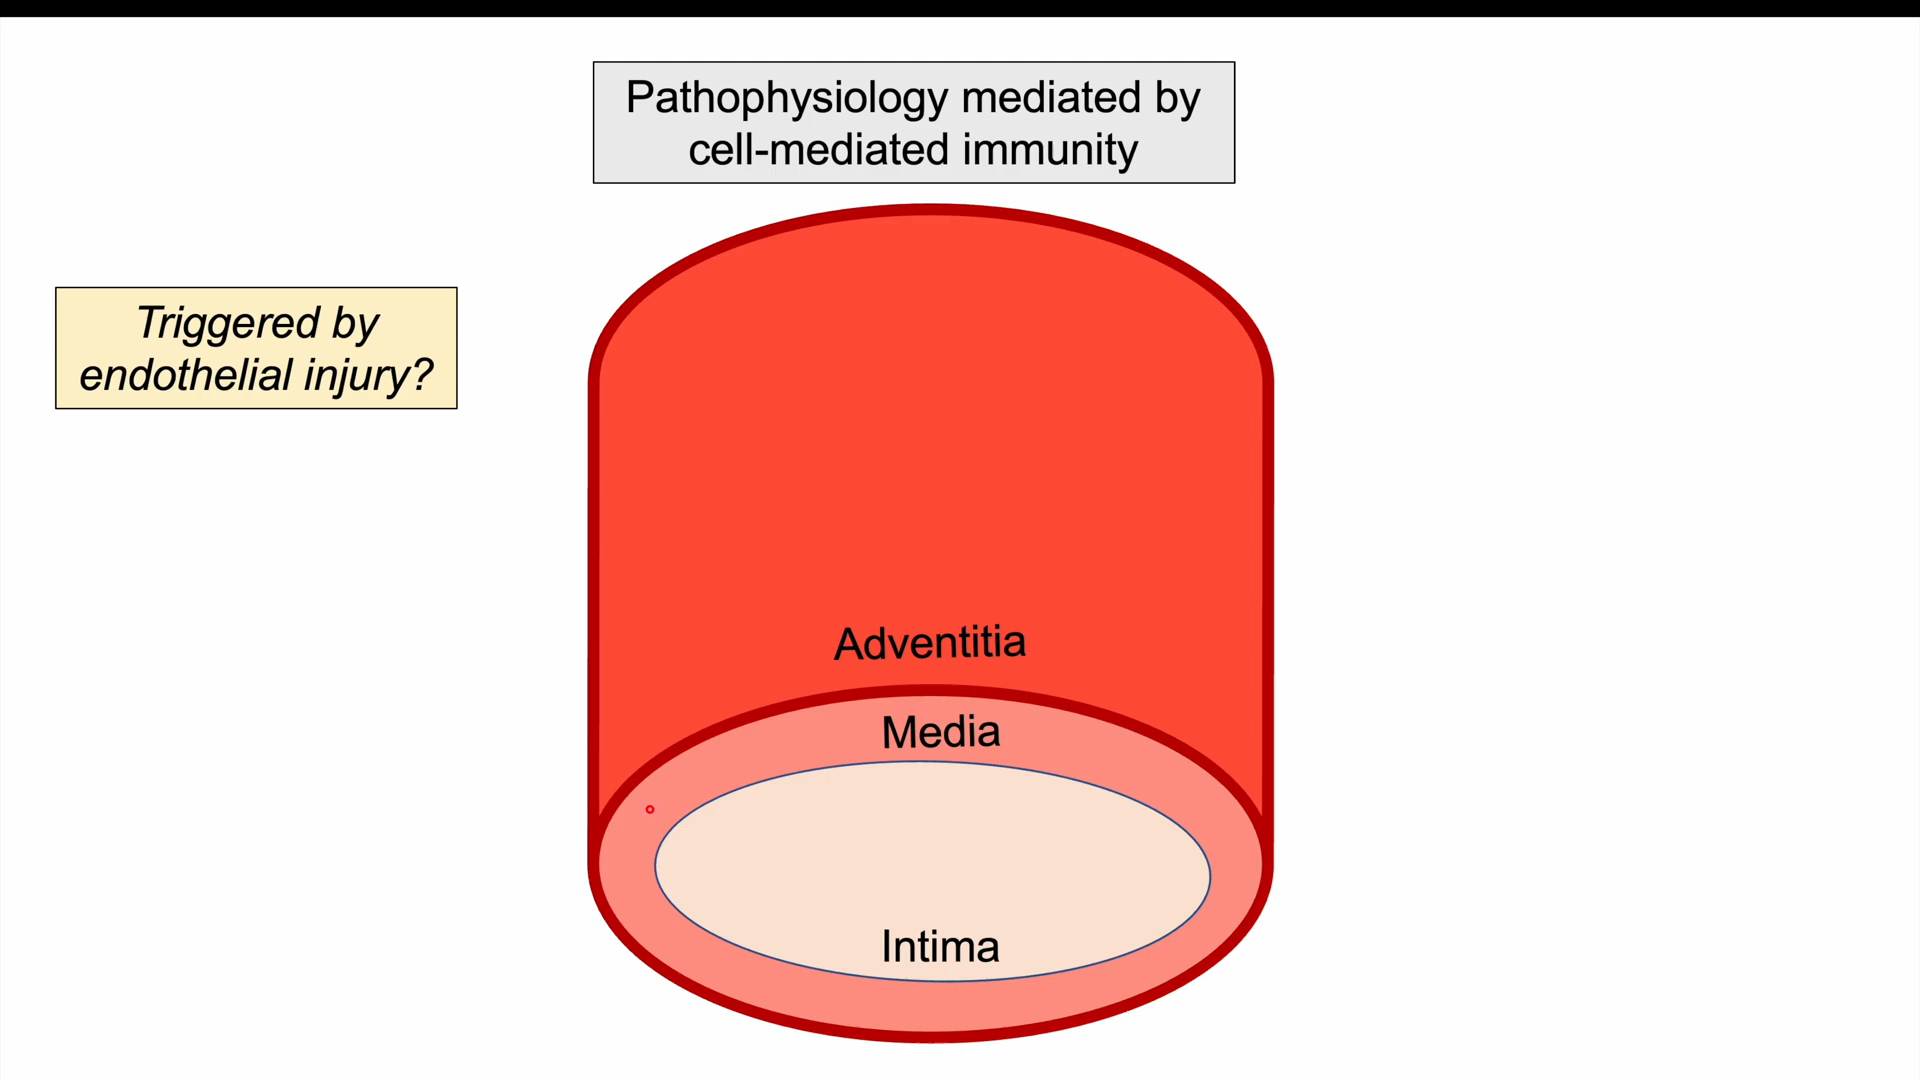 Pathophysiology mediated by
cell-mediated immunity
Triggered by
endothelial injury?
Adventitia
Media
Intima